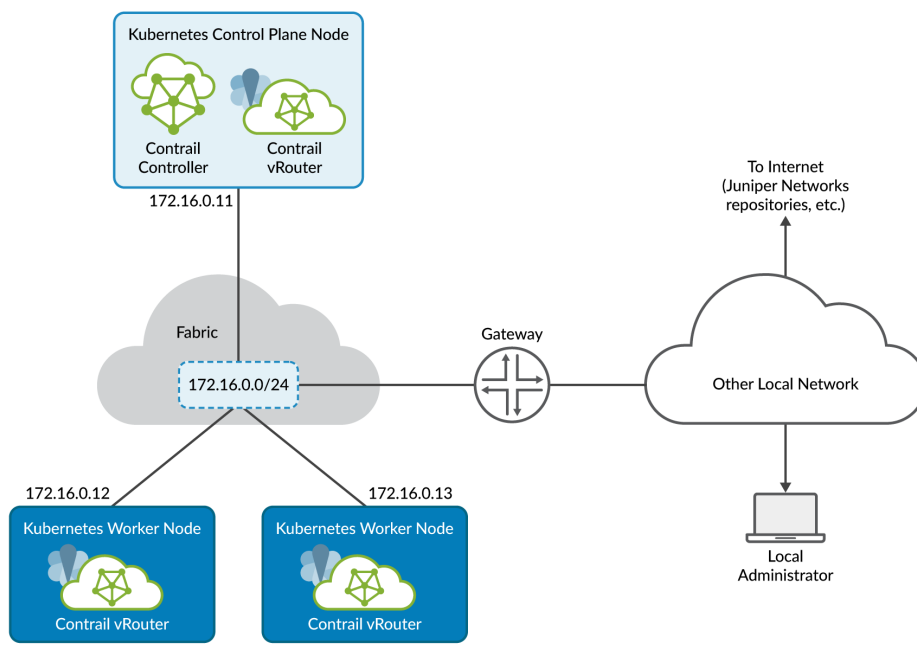 Kubernetes Control Plane Node
Contrail
Controller
Contrail
vRouter
172.16.0.11
To Internet
(Juniper Networks
repositories, etc.)
Fabric
172.16.0.0/24
Gateway
Other Local Network
172.16.0.12
172.16.0.13
Kubernetes Worker Node
Contrail vRouter
Kubernetes Worker Node
Contrail vRouter
Local
Administrator